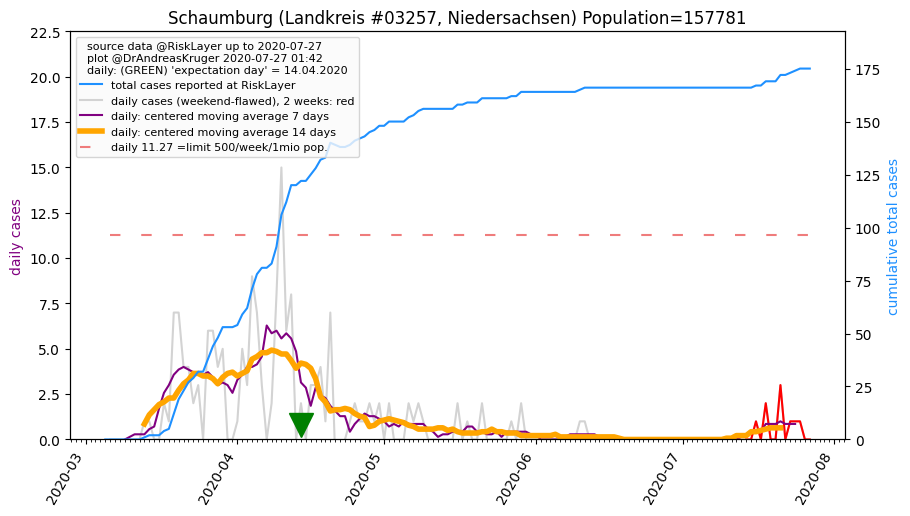 Schaumburg (Landkreis #03257, Niedersachsen) Population=157781
source data @RiskLayer up to 2020-07-27
plot @DrAndreasKruger 2020-07-27 01:42
daily: (GREEN) 'expectation day' = 14.04.2020
total cases reported at RiskLayer
daily cases (weekend-flawed), 2 weeks: red
daily: centered moving average 7 days
daily: centered moving average 14 days
daily 11.27 =limit 500/week/1mio pop.
daily cases
22.5
20.0
17.5
15.0
12.5
10.0
7.5
5.0
2.5
0.0
175
150
125
100
75
50
25
0
cumulative total cases
2020-03
2020-04
2020-05
2020-06
2020-07
2020-08